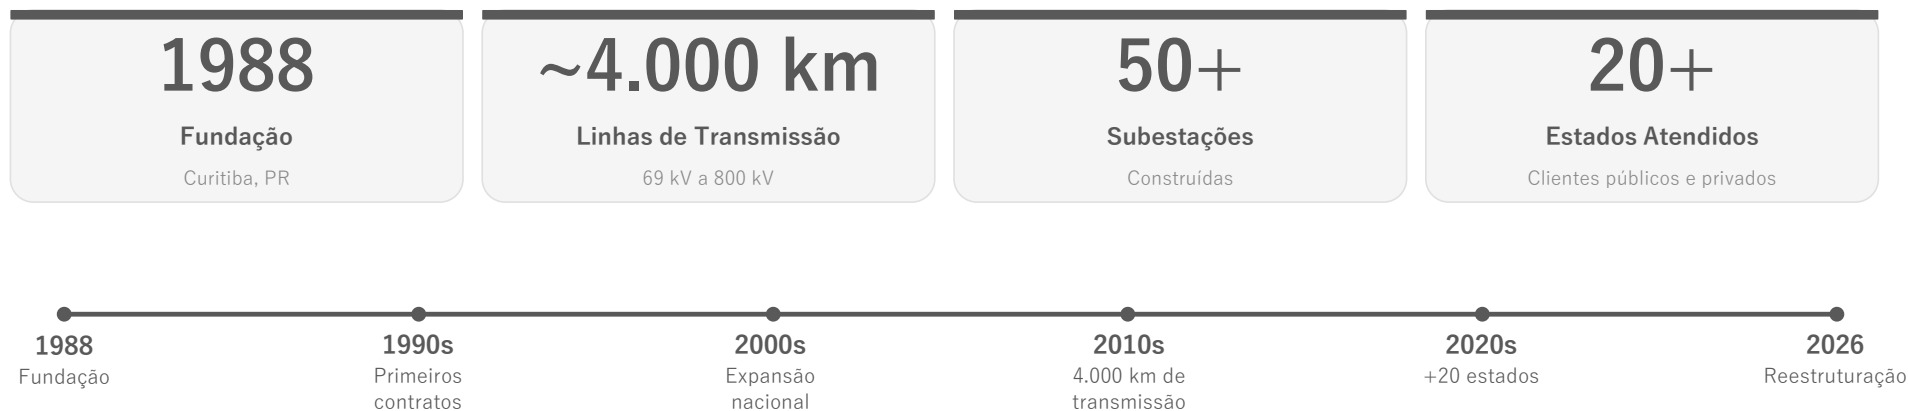 1988
Fundação
Curitiba, PR
~4.000 km
Linhas de Transmissão
69 kV a 800 kV
50+
Subestações
Construídas
20+
Estados Atendidos
Clientes públicos e privados
1988
Fundação
1990s
Primeiros
contratos
2000s
Expansão
nacional
2010s
4.000 km de
transmissão
2020s
+20 estados
2026
Reestruturação